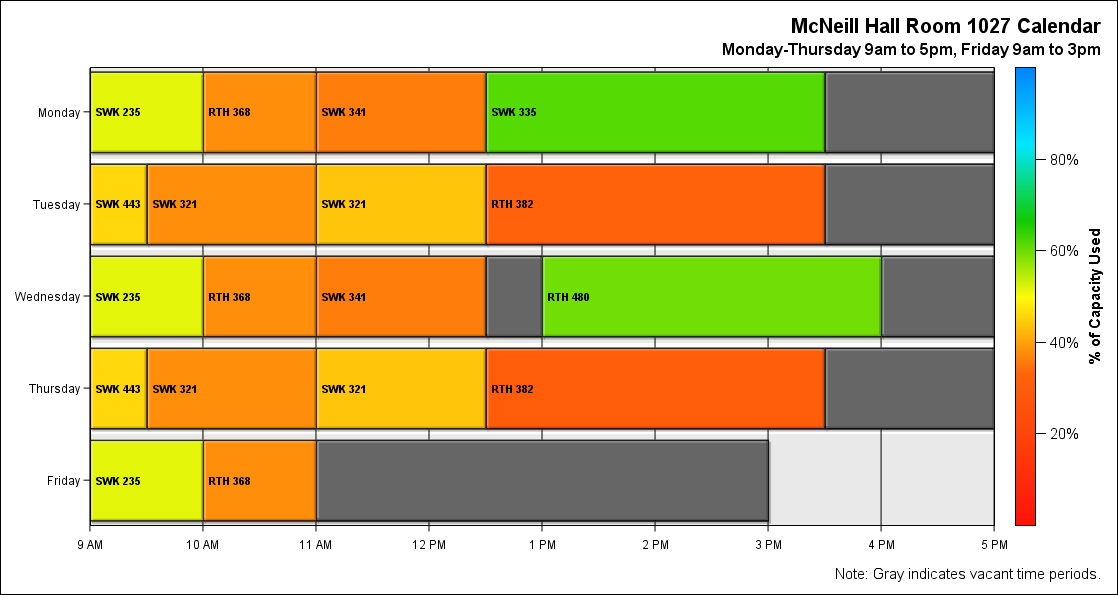 McNeill Hall Room 1027 Calendar
Monday-Thursday 9am to 5pm, Friday 9am to 3pm
Monday
SWK 235
RTH 368
SWK 341
SWK 335
Tuesday
SWK 443
SWK 321
SWK 321
RTH 382
Wednesday
SWK 235
RTH 368
SWK 341
RTH 480
Thursday
SWK 443
SWK 321
SWK 321
RTH 382
Friday
SWK 235
RTH 368
9 AM
10 AM
11 AM
12 PM
1 PM
2 PM
3 PM
4 PM
5 PM
80%
60%
40%
20%
% of Capacity Used
Note: Gray indicates vacant time periods.